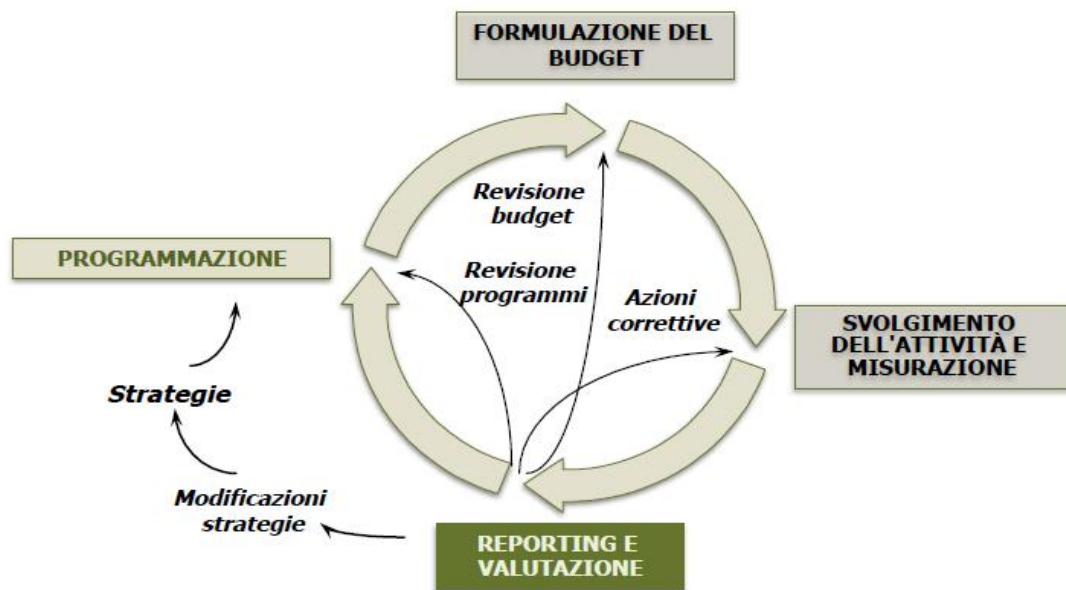 FORMULAZIONE DEL
BUDGET
Revisione
budget
PROGRAMMAZIONE
Revisione
programmi
Azioni
correttive
SVOLGIMENTO
DELL'ATTIVITÀ E
MISURAZIONE
Strategie
Modificazioni
strategie
REPORTING E
VALUTAZIONE